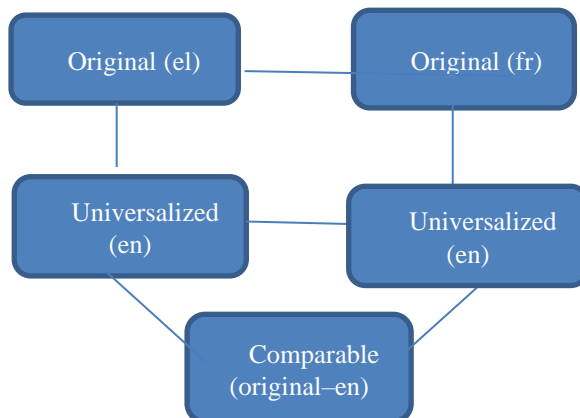 Original (el)
Original (fr)
Universalized
(en)
Universalized
(en)
Comparable
(original–en)